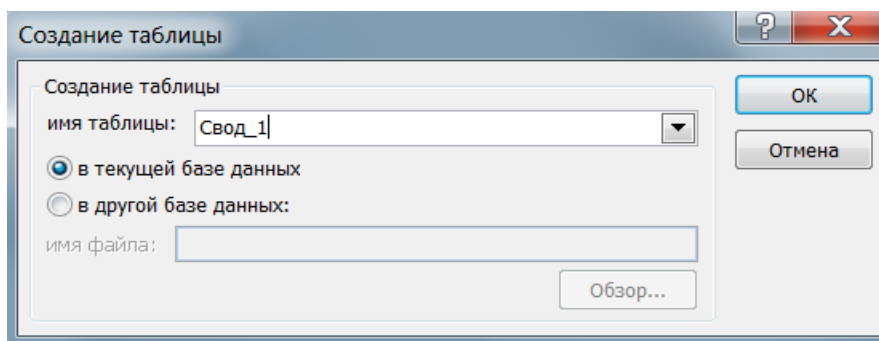 Создание таблицы
Создание таблицы
имя таблицы: Свод_1
в текущей базе данных
в другой базе данных:
имя файла:
Обзор...
ОК
Отмена